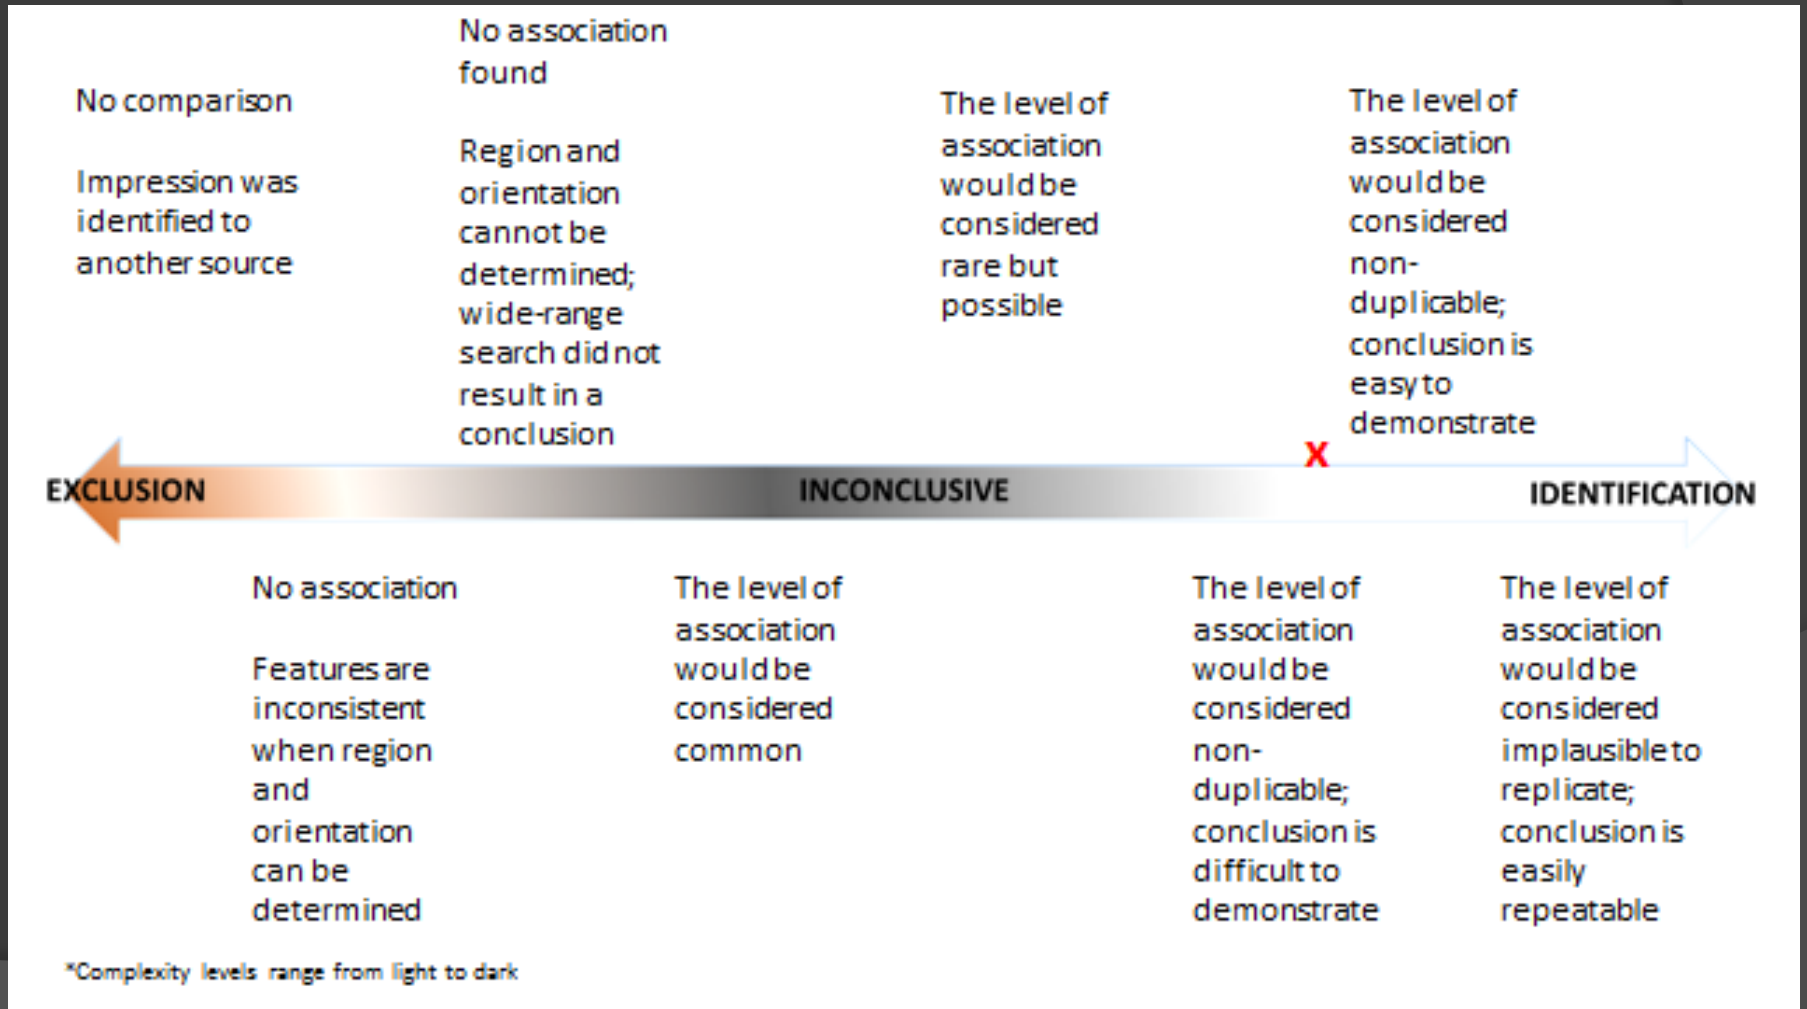 No comparison
Impression was
identified to
another source
No association
found
Region and
orientation
cannot be
determined;
wide-range
search did not
result in a
conclusion
The level of
association
would be
considered
rare but
possible
The level of
association
would be
considered
non-
duplicable;
conclusion is
easy to
demonstrate
X
EXCLUSION
INCONCLUSIVE
IDENTIFICATION
No association
Features are
inconsistent
when region
and
orientation
can be
determined
The level of
association
would be
considered
common
The level of
association
would be
considered
non-
duplicable;
conclusion is
difficult to
demonstrate
The level of
association
would be
considered
implausible to
replicate;
conclusion is
easily
repeatable
*Complexity levels range from light to dark